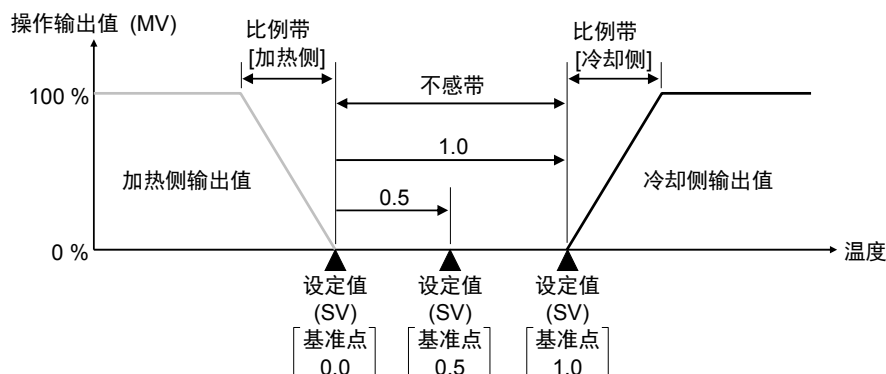 操作输出值 (MV)
比例带
[加热侧]
比例带
[冷却侧]
不感带
100 %
1.0
加热侧输出值
冷却侧输出值
0.5
0 %
温度
设定值
(SV)
基准点
0.0
设定值
(SV)
基准点
0.5
设定值
(SV)
基准点
1.0